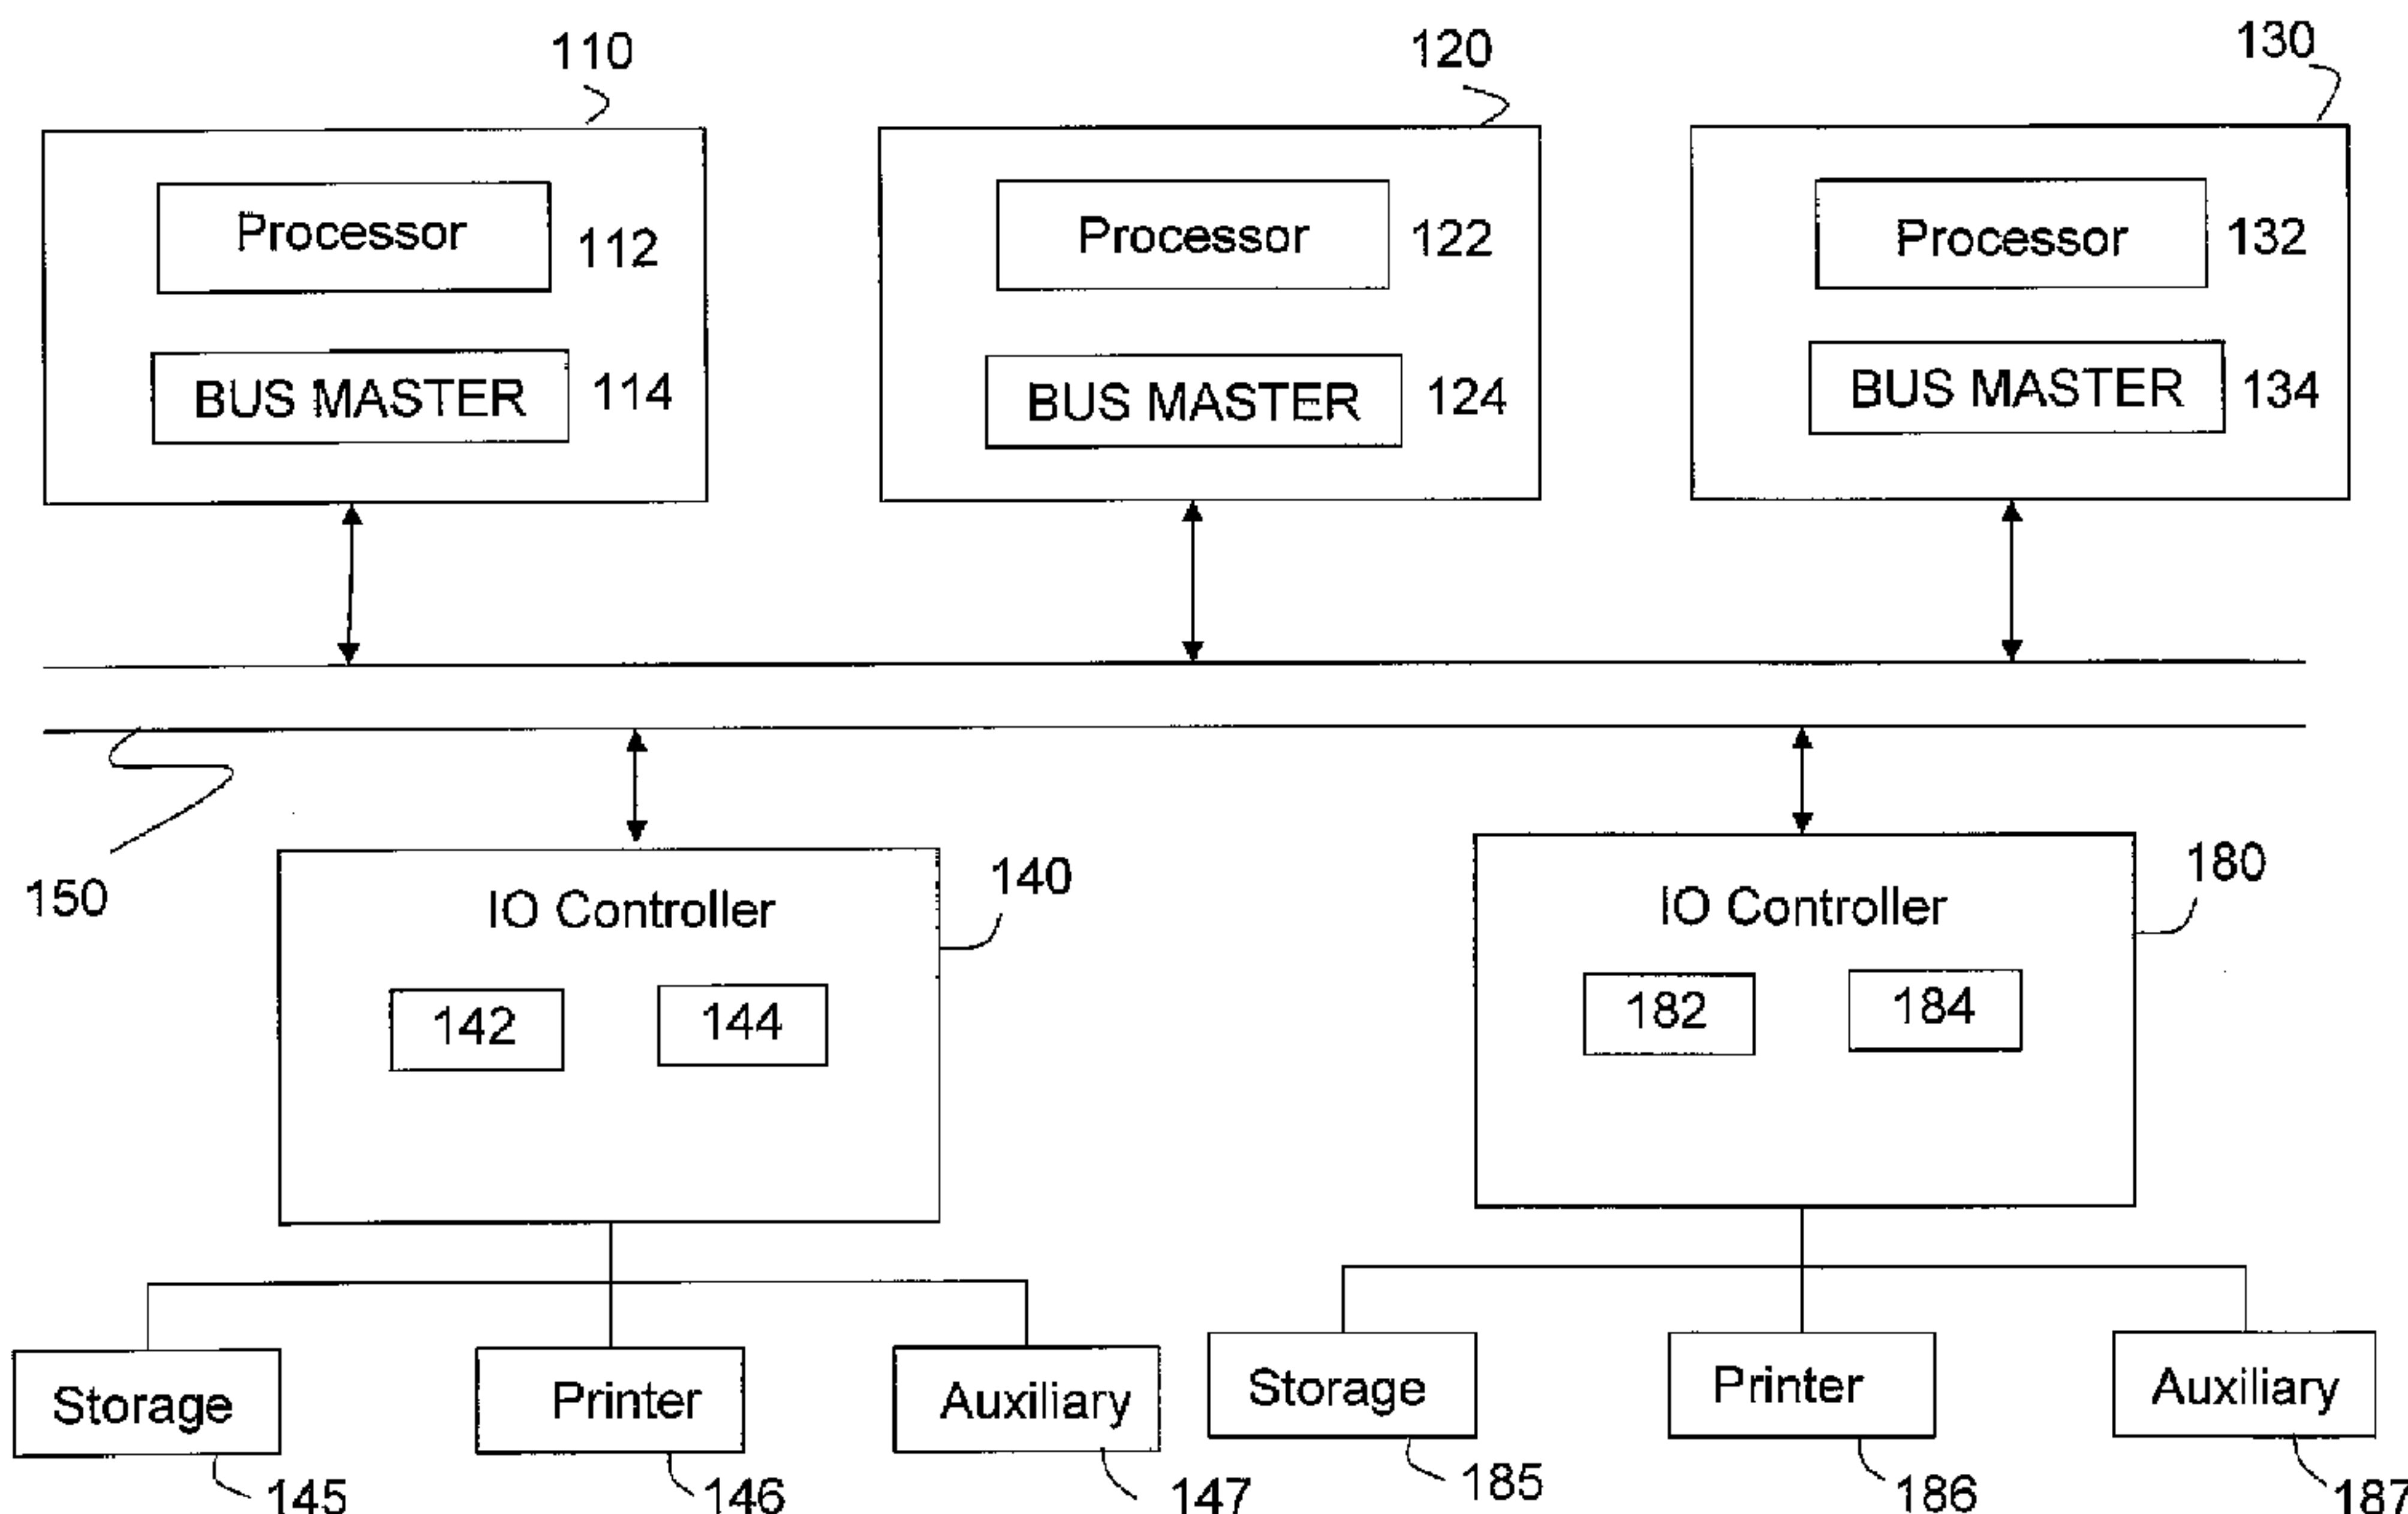 110
120
130
Processor
112
Processor
122
Processor
132
BUS MASTER
114
BUS MASTER
124
BUS MASTER
134
150
IO Controller
140
IO Controller
180
142
144
182
184
Storage
Printer
Auxiliary
Storage
Printer
Auxiliary
145
146
147
185
186
187